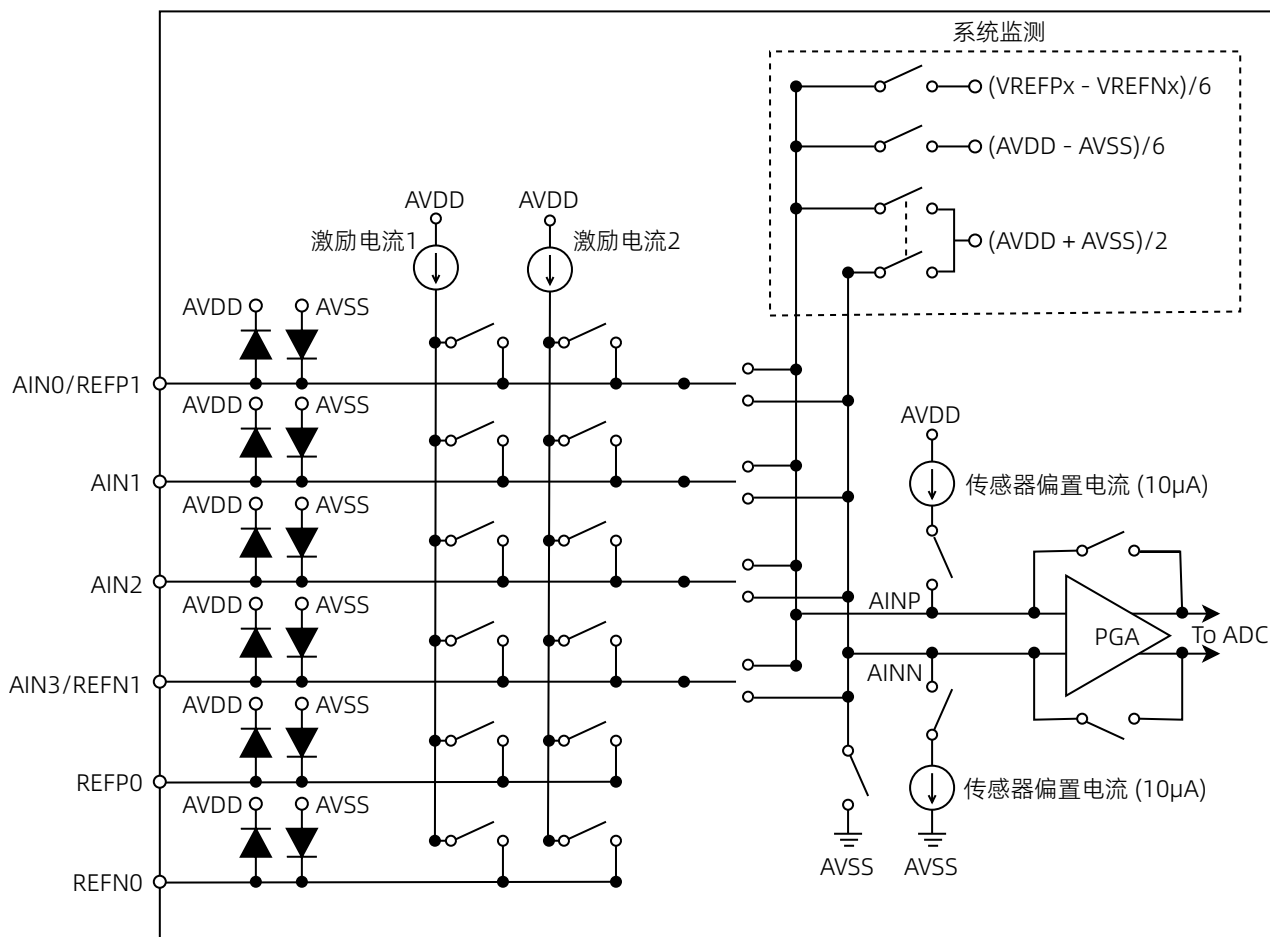 系统监测
(VREFPx - VREFNx)/6
(AVDD - AVSS)/6
(AVDD + AVSS)/2
AVDD
AVDD
激励电流1
激励电流2
AVDD
AVSS
AIN0/REFP1
AVDD
AVSS
AIN1
AVDD
AVSS
AIN2
AVDD
AVSS
AIN3/REFN1
AVDD
AVSS
REFP0
AVDD
AVSS
REFN0
AVDD
传感器偏置电流 (10μA)
AINP
PGA
To ADC
AINN
传感器偏置电流 (10μA)
AVSS
AVSS